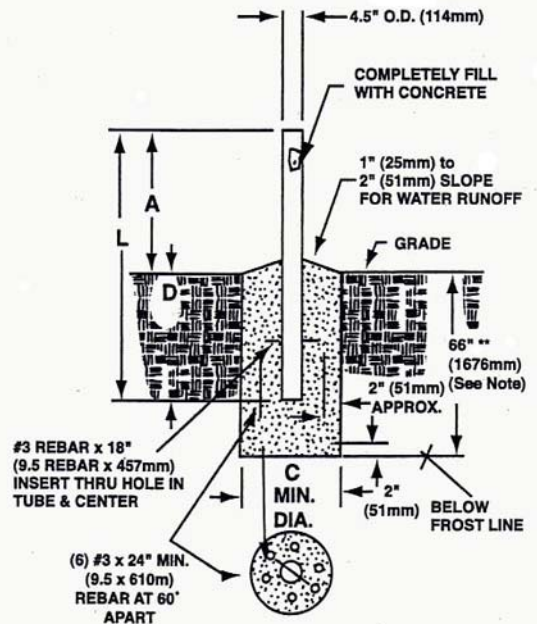 4.5" O.D. (114mm)
COMPLETELY FILL
WITH CONCRETE
1" (25mm) to
2" (51mm) SLOPE
FOR WATER RUNOFF
A
L
GRADE
D
66" **
(1676mm)
(See Note)
2" (51mm)
APPROX.
#3 REBAR x 18"
(9.5 REBAR x 457mm)
INSERT THRU HOLE IN
TUBE & CENTER
C
MIN.
DIA.
2"
(51mm)
BELOW
FROST LINE
(6) #3 x 24" MIN.
(9.5 x 610m)
REBAR AT 60°
APART